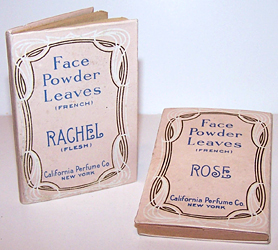 Face
Powder
Leaves
(FRENCH)
RACHEL
(FLESH)
California Perfume Co.
NEW YORK
Face
Powder
Leaves
(FRENCH)
ROSE
California Perfume Co.
NEW YORK